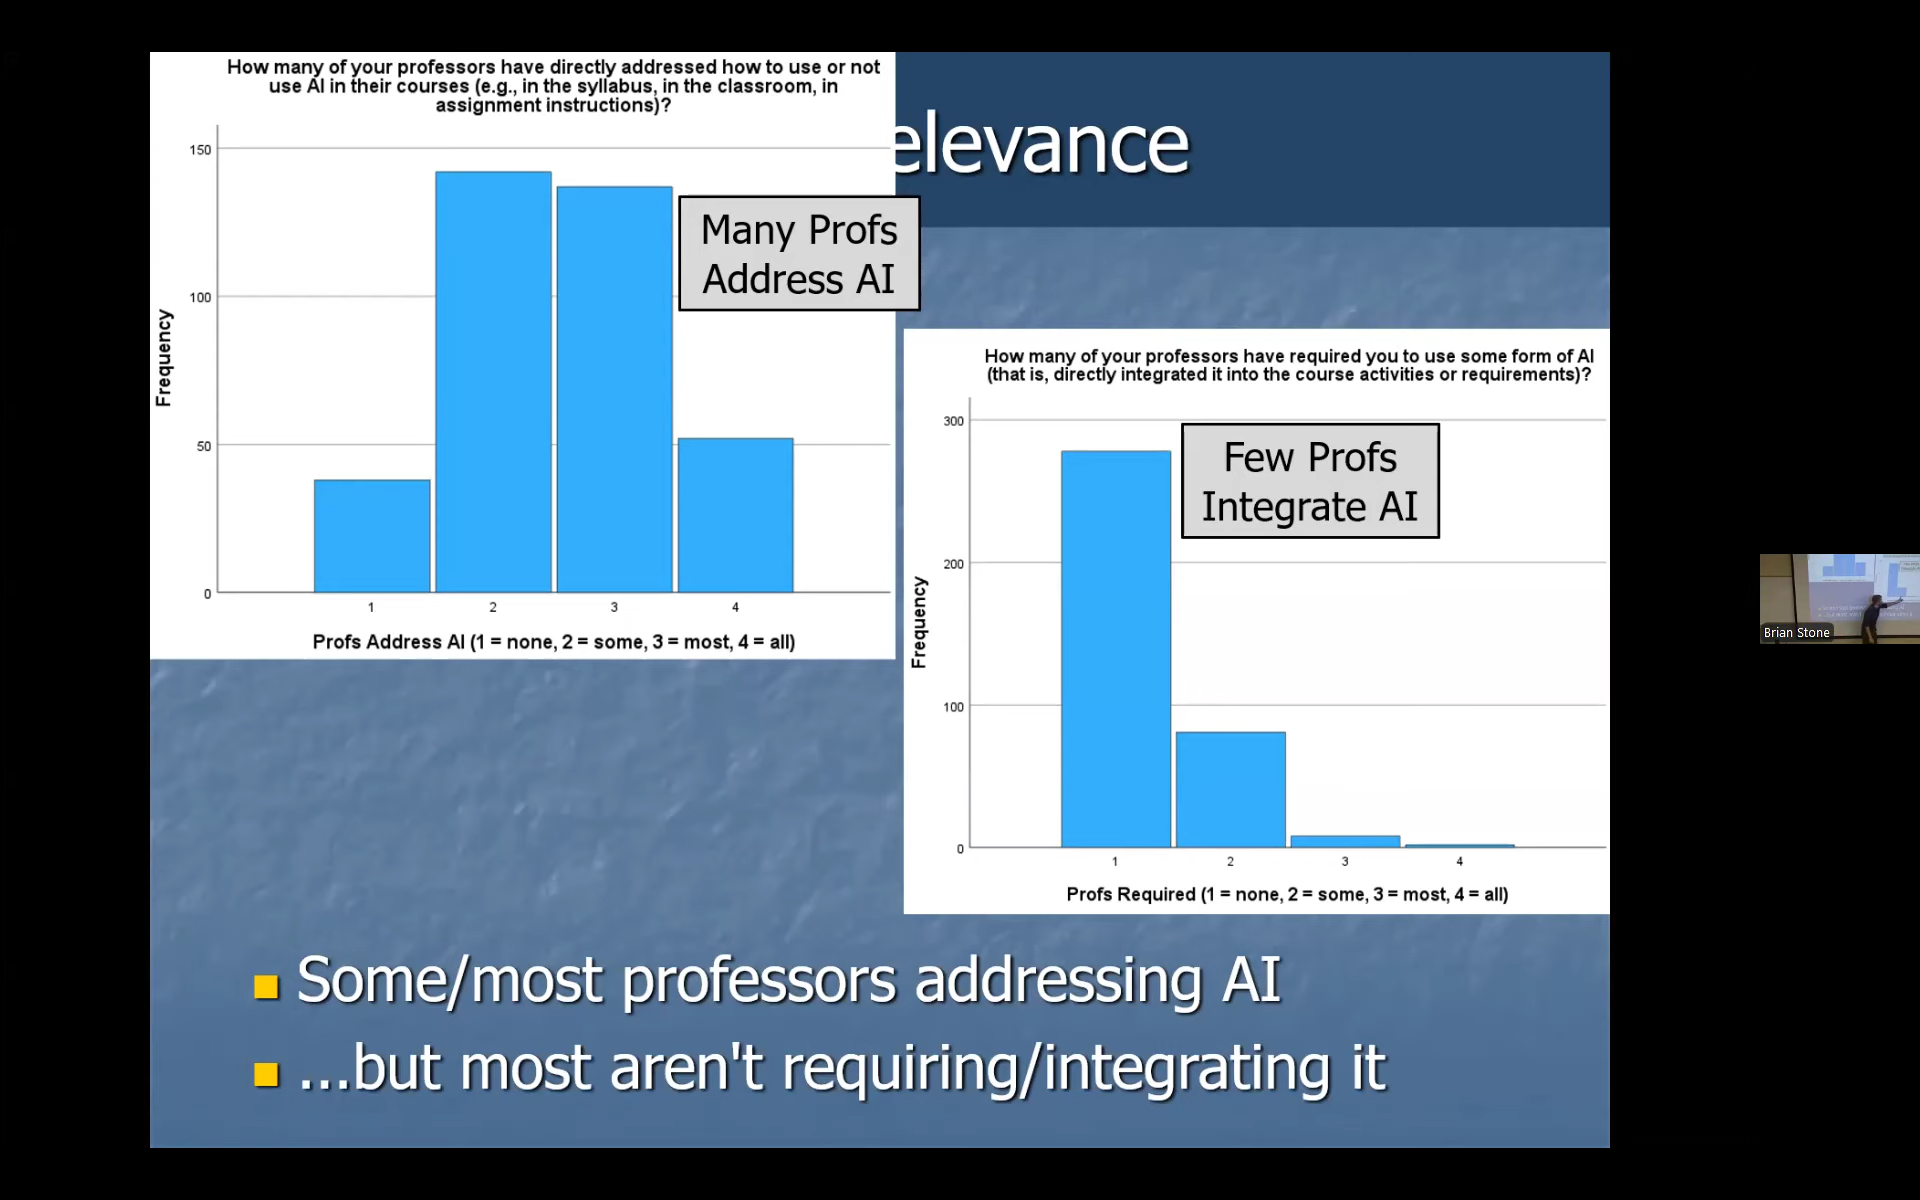 How many of your professors have directly addressed how to use or not
use AI in their courses (e.g., in the syllabus, in the classroom, in
assignment instructions)?
elevance
150
100
50
0
Frequency
Many Profs
Address AI
1 2 3 4
Profs Address AI (1 = none, 2 = some, 3 = most, 4 = all)
How many of your professors have required you to use some form of AI
(that is, directly integrated it into the course activities or requirements)?
300
200
100
0
Frequency
Few Profs
Integrate AI
1 2 3 4
Profs Required (1 = none, 2 = some, 3 = most, 4 = all)
Some/most professors addressing AI
...but most aren't requiring/integrating it
Brian Stone